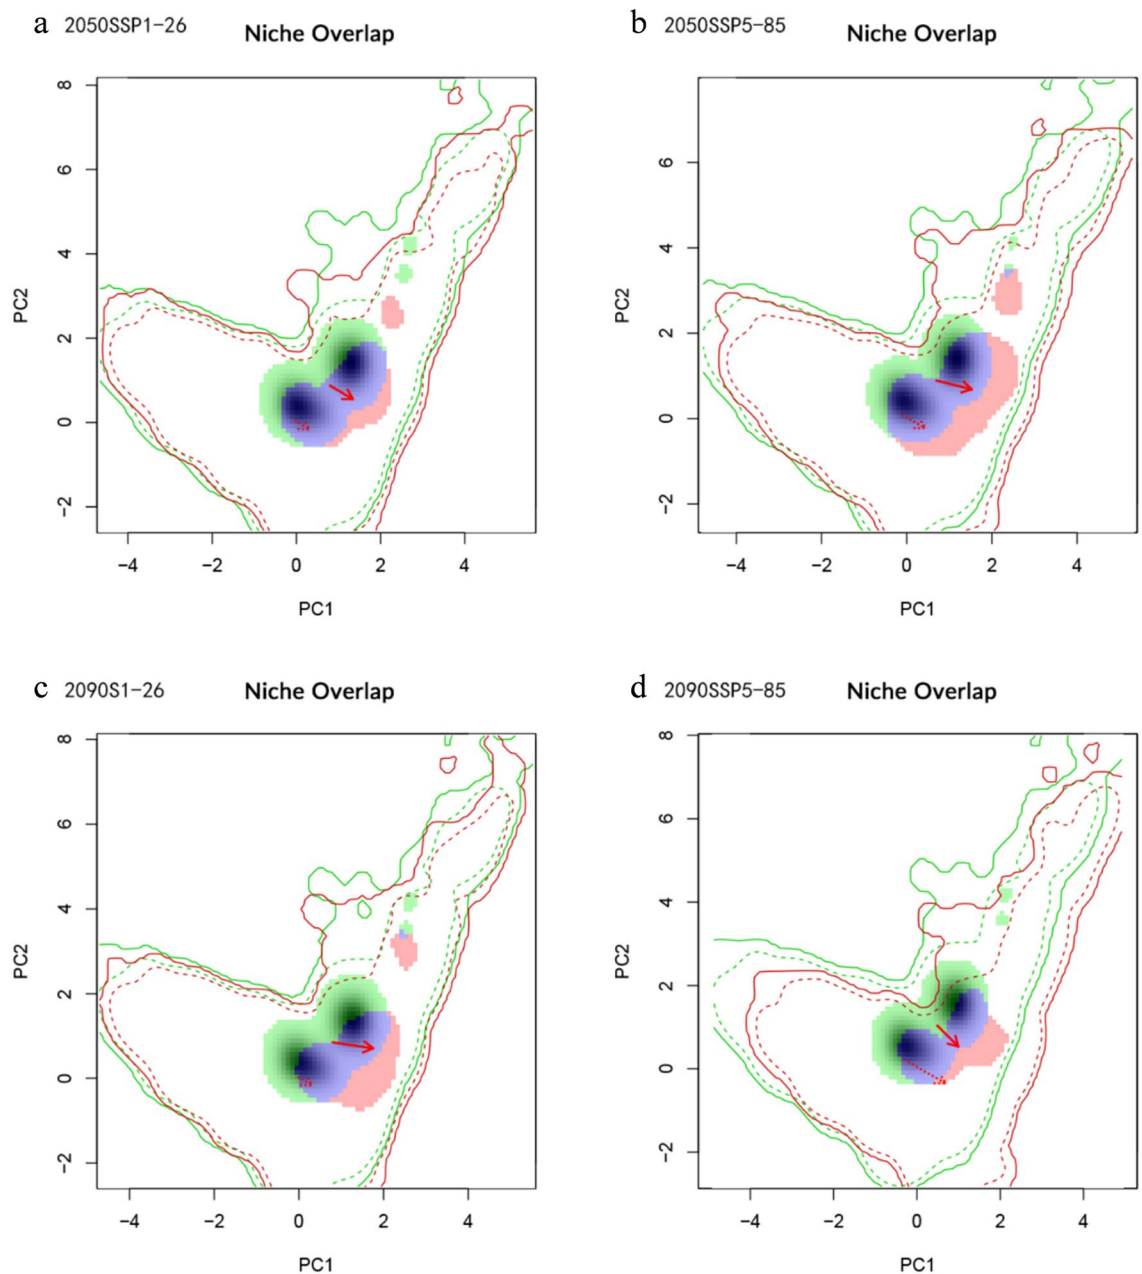 a 2050SSP1-26 Niche Overlap
8
6
4
2
0
-2
PC2
-4 -2 0 2 4
PC1
b 2050SSP5-85 Niche Overlap
6
4
2
0
-2
PC2
-4 -2 0 2 4
PC1
c 2090S1-26 Niche Overlap
8
6
4
2
0
-2
PC2
-4 -2 0 2 4
PC1
d 2090SSP5-85 Niche Overlap
8
6
4
2
0
-2
PC2
-4 -2 0 2 4
PC1